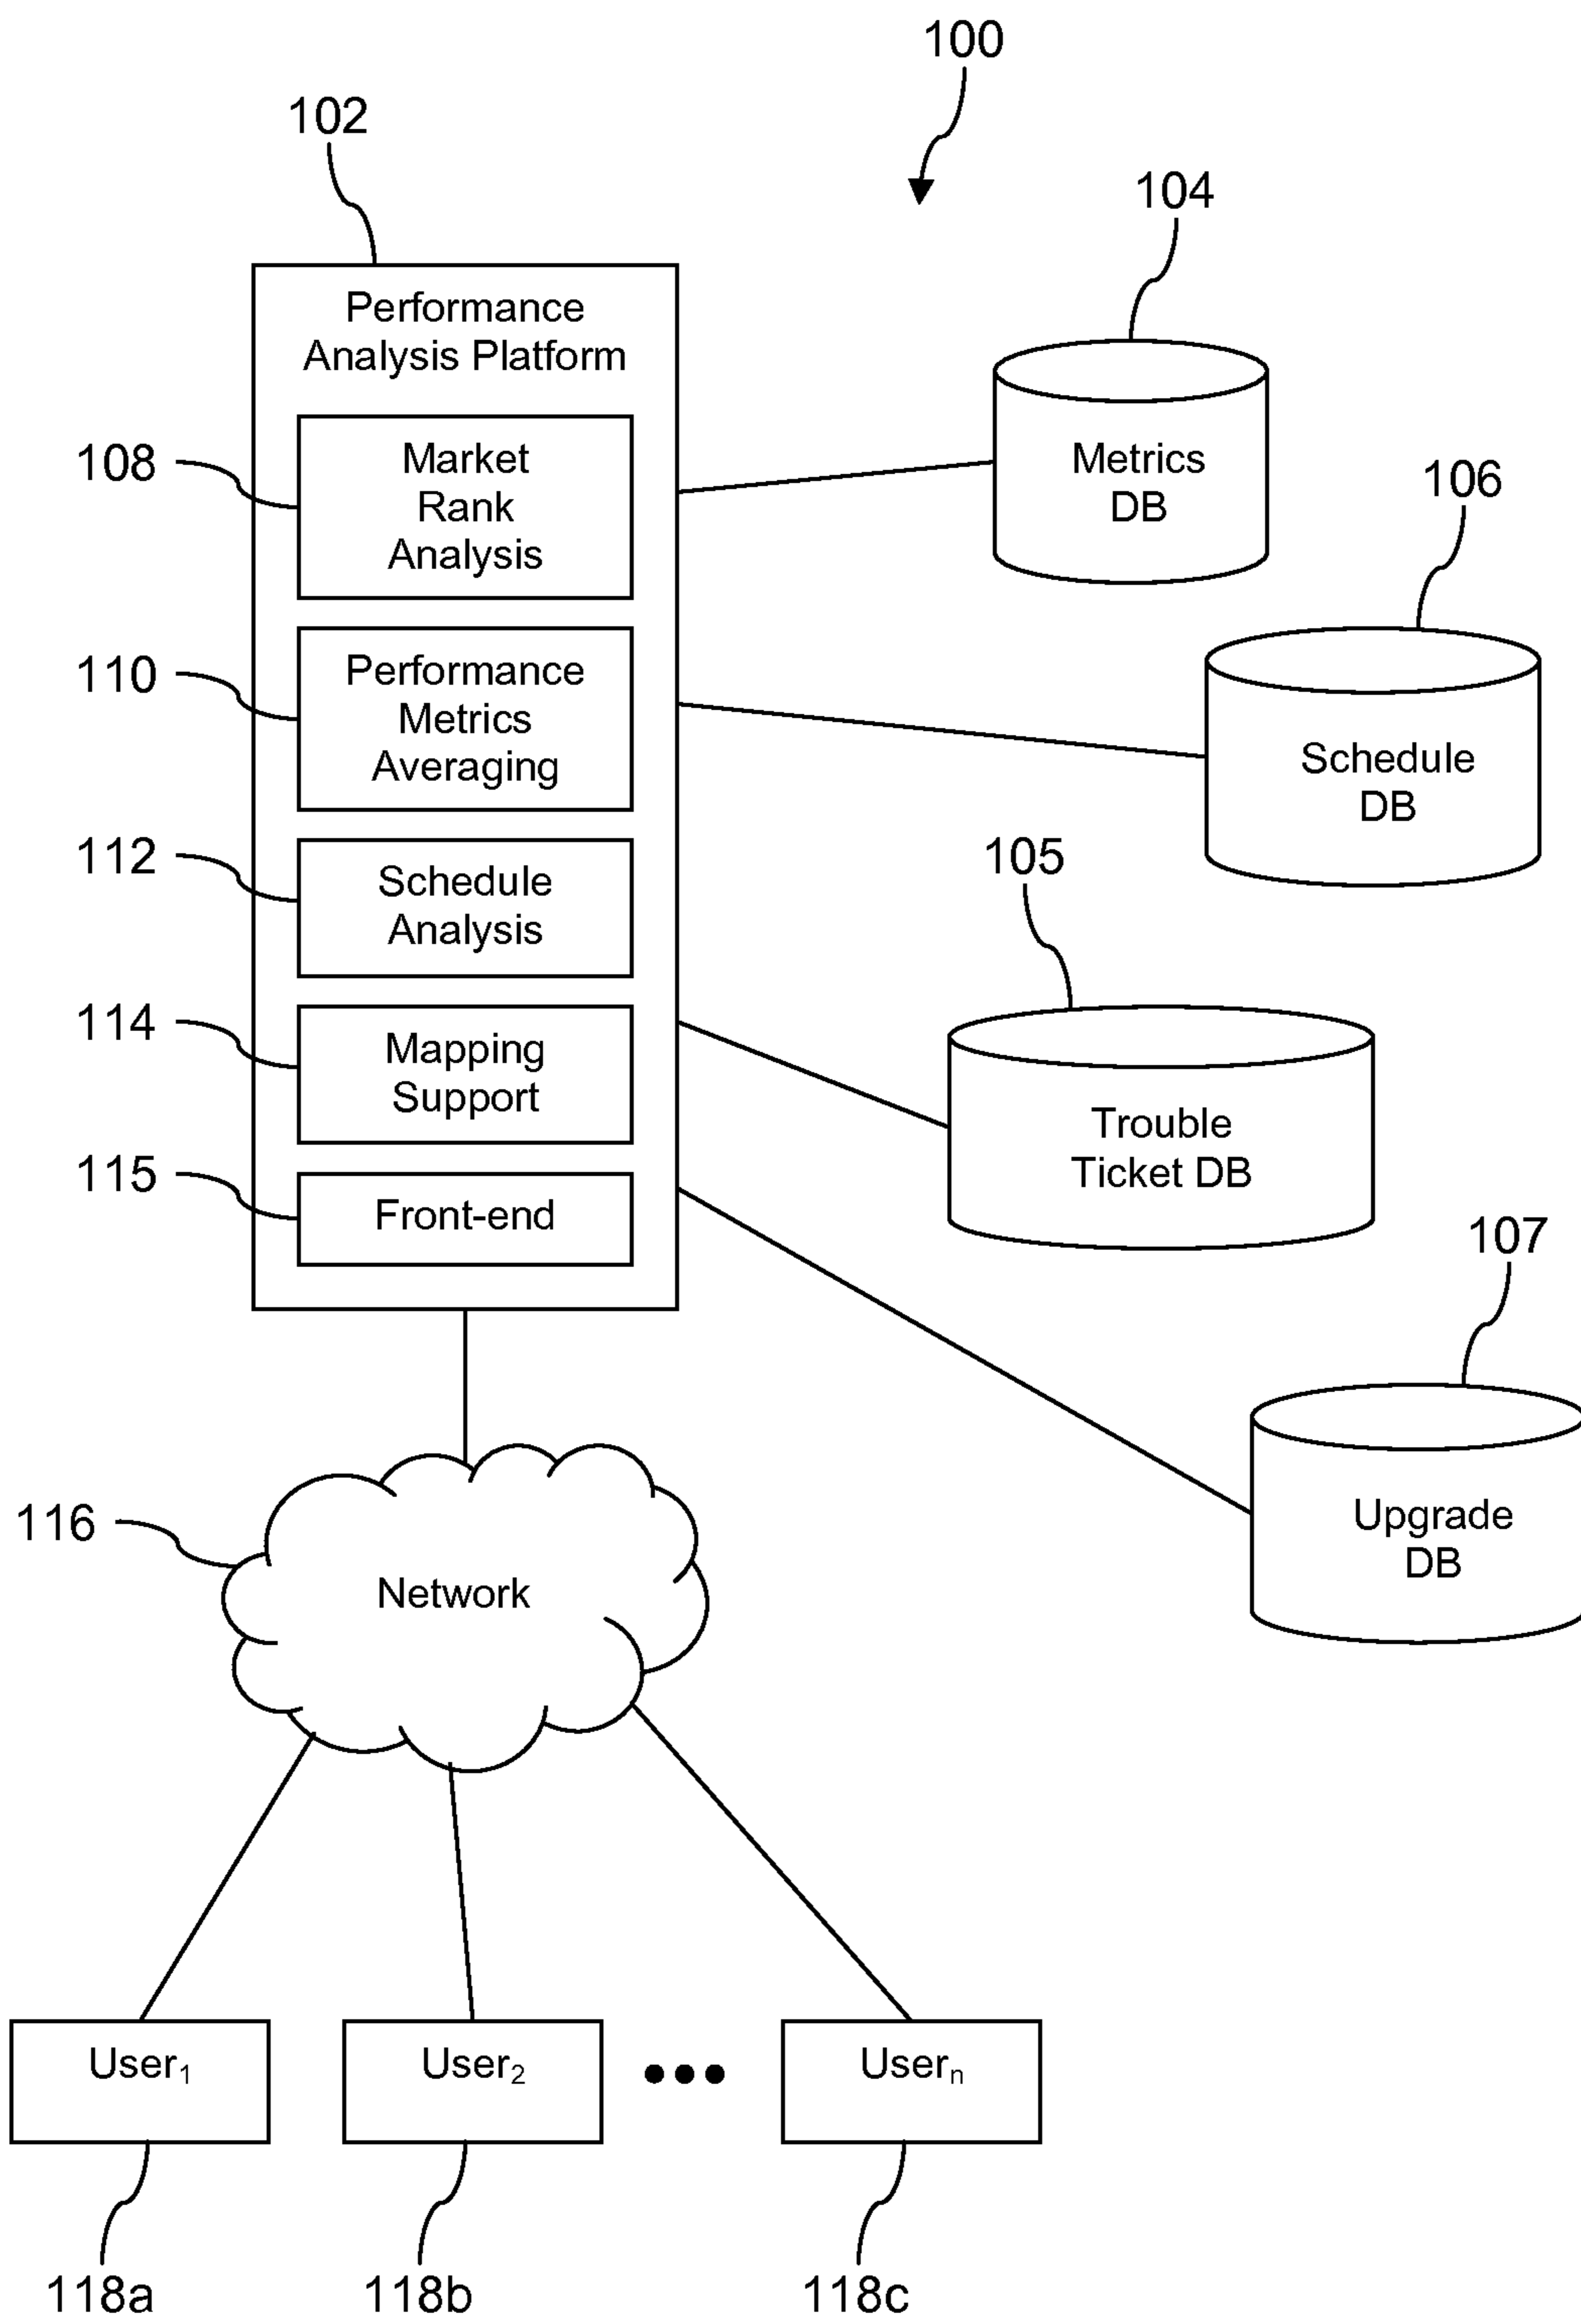 100
102
104
Performance
Analysis Platform
108
Market
Rank
Analysis
Metrics
DB
106
110
Performance
Metrics
Averaging
Schedule
DB
112
Schedule
Analysis
105
114
Mapping
Support
Trouble
Ticket DB
115
Front-end
107
116
Network
Upgrade
DB
User₁
User₂
•••
Userₙ
118a
118b
118c